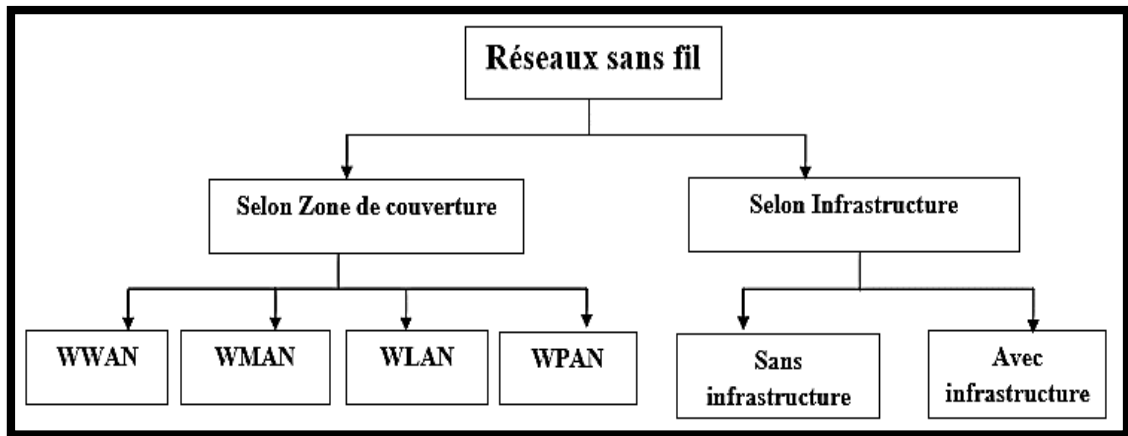 Réseaux sans fil
Selon Zone de couverture
Selon Infrastructure
WWAN
WMAN
WLAN
WPAN
Sans
infrastructure
Avec
infrastructure